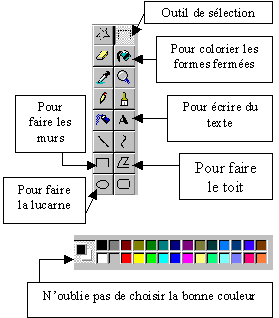 Outil de sélection
Pour colorier les
formes fermées
Pour
faire les
murs
A
Pour écrire du
texte
Pour faire
le toit
Pour faire
la lucarne
N'oublie pas de choisir la bonne couleur